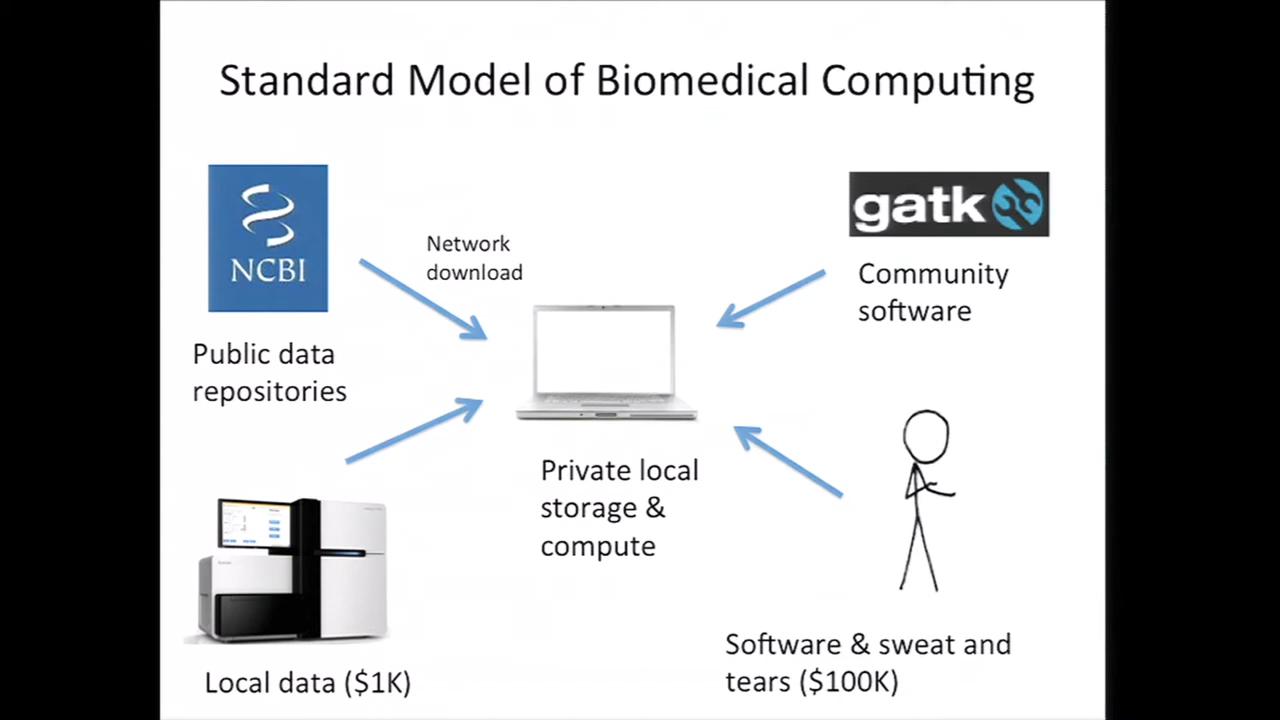 Standard Model of Biomedical Computing
NCBI
Network
download
gatk
Community
software
Public data
repositories
Private local
storage &
compute
Software & sweat and
tears ($100K)
Local data ($1K)